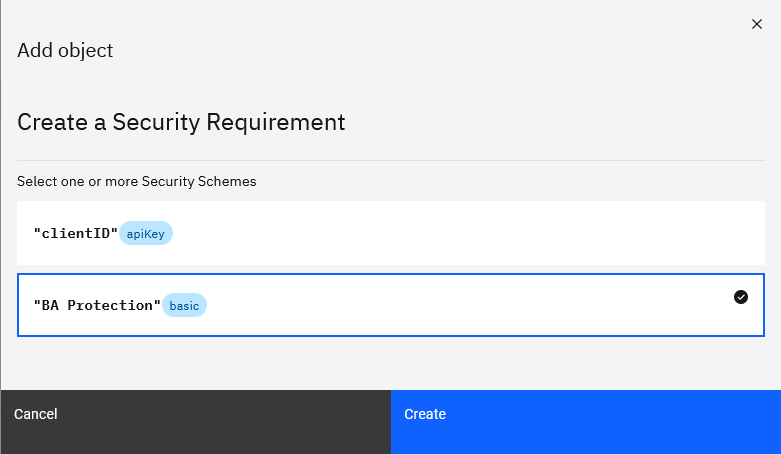 Add object
Create a Security Requirement
Select one or more Security Schemes
"clientID" apiKey
"BA Protection" basic
Cancel
Create